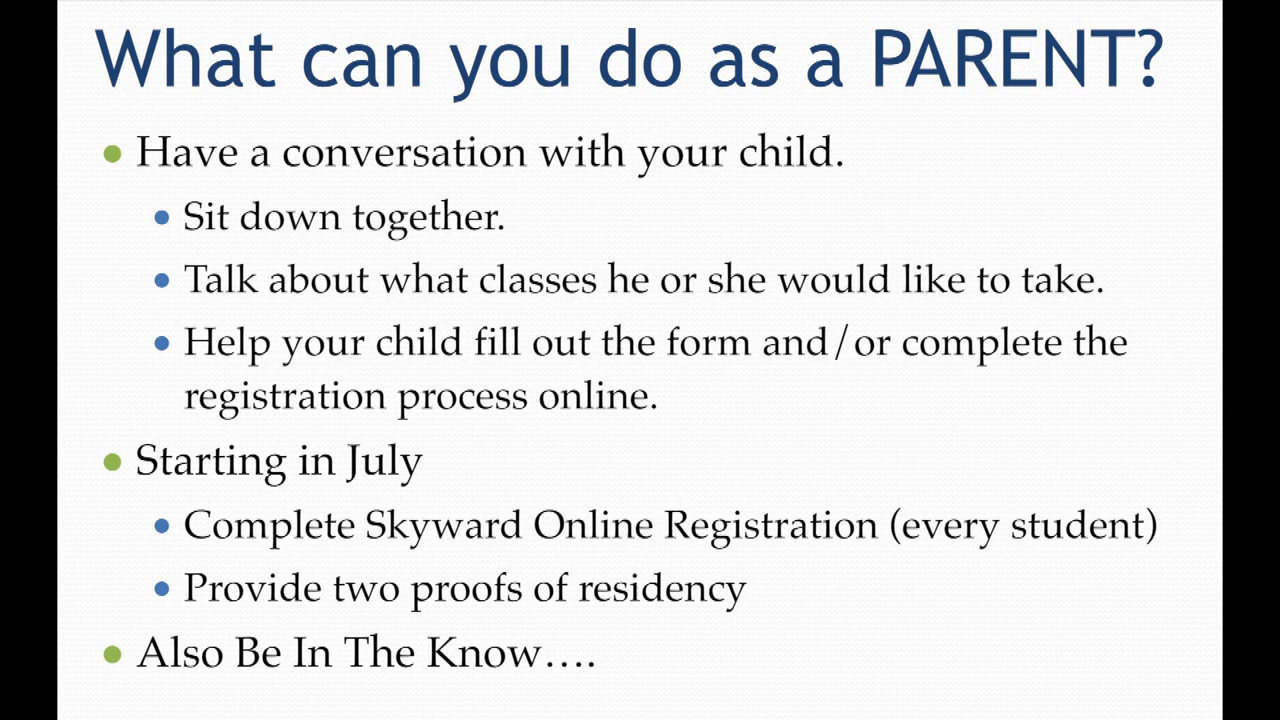 What can you do as a PARENT?
• Have a conversation with your child.
• Sit down together.
• Talk about what classes he or she would like to take.
• Help your child fill out the form and/or complete the
registration process online.
• Starting in July
• Complete Skyward Online Registration (every student)
• Provide two proofs of residency
• Also Be In The Know….